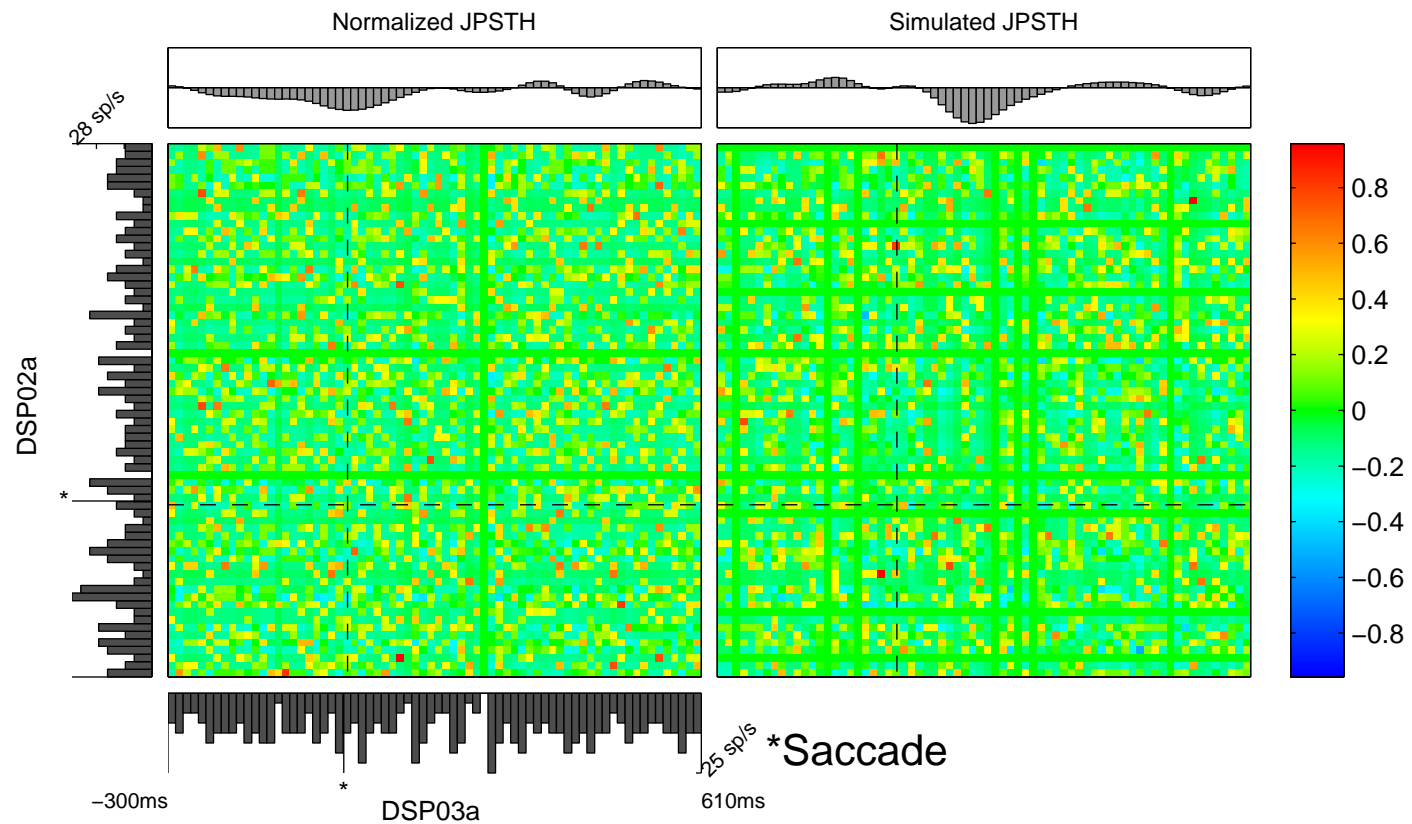 Normalized JPSTH
Simulated JPSTH
28 sp/s
0.8
0.6
0.4
0.2
0
−0.2
−0.4
−0.6
−0.8
DSP02a
*
25 sp/s
*Saccade
*
−300ms
DSP03a
610ms